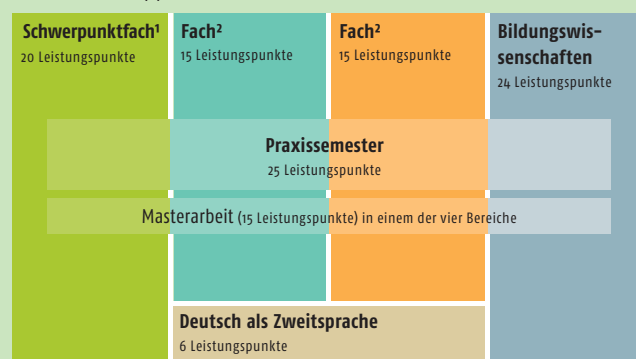 Schwerpunktfach¹
20 Leistungspunkte
Fach²
15 Leistungspunkte
Fach²
15 Leistungspunkte
Bildungswis-
senschaften
24 Leistungspunkte
Praxissemester
25 Leistungspunkte
Masterarbeit (15 Leistungspunkte) in einem der vier Bereiche
Deutsch als Zweitsprache
6 Leistungspunkte